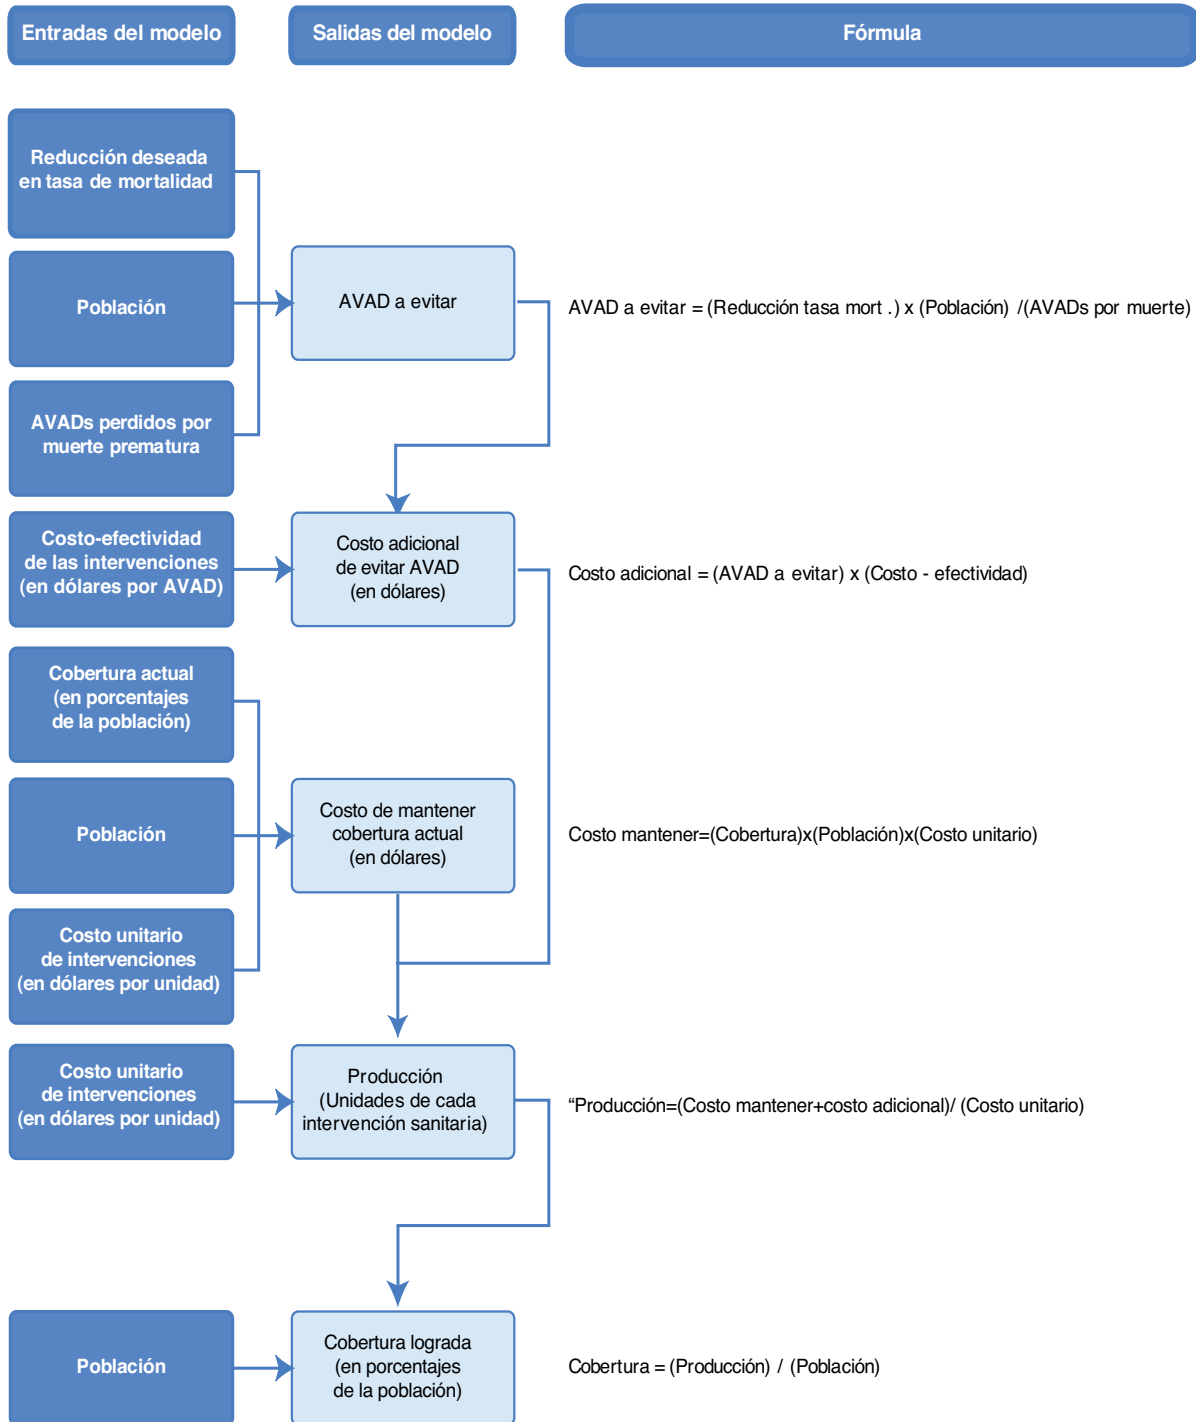 Entradas del modelo
Salidas del modelo
Fórmula
Reducción deseada
en tasa de mortalidad
Población
AVAD a evitar
AVAD a evitar = (Reducción tasa mort .) x (Población) /(AVADs por muerte)
AVADs perdidos por
muerte prematura
Costo-efectividad
de las intervenciones
(en dólares por AVAD)
Costo adicional
de evitar AVAD
(en dólares)
Costo adicional = (AVAD a evitar) x (Costo - efectividad)
Cobertura actual
(en porcentajes
de la población)
Población
Costo de mantener
cobertura actual
(en dólares)
Costo mantener=(Cobertura)x(Población)x(Costo unitario)
Costo unitario
de intervenciones
(en dólares por unidad)
Costo unitario
de intervenciones
(en dólares por unidad)
Producción
(Unidades de cada
intervención sanitaria)
“Producción=(Costo mantener+costo adicional)/ (Costo unitario)
Población
Cobertura lograda
(en porcentajes
de la población)
Cobertura = (Producción) / (Población)